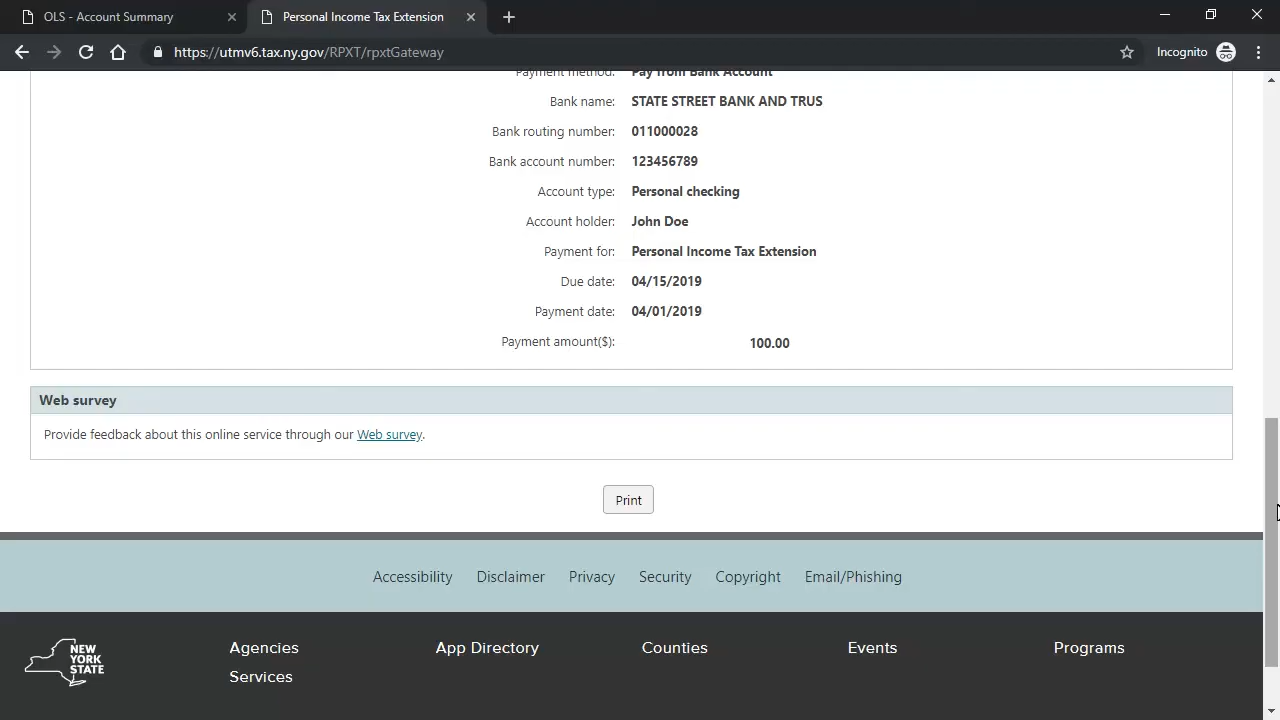 OLS - Account Summary
Personal Income Tax Extension
https://utmv6.tax.ny.gov/RPXT/rpxtGateway
Incognito
Payment method: Pay from Bank Account
Bank name: STATE STREET BANK AND TRUS
Bank routing number: 011000028
Bank account number: 123456789
Account type: Personal checking
Account holder: John Doe
Payment for: Personal Income Tax Extension
Due date: 04/15/2019
Payment date: 04/01/2019
Payment amount($): 100.00
Web survey
Provide feedback about this online service through our Web survey.
Print
Accessibility Disclaimer Privacy Security Copyright Email/Phishing
NEW
YORK
STATE
Agencies App Directory Counties Events Programs
Services